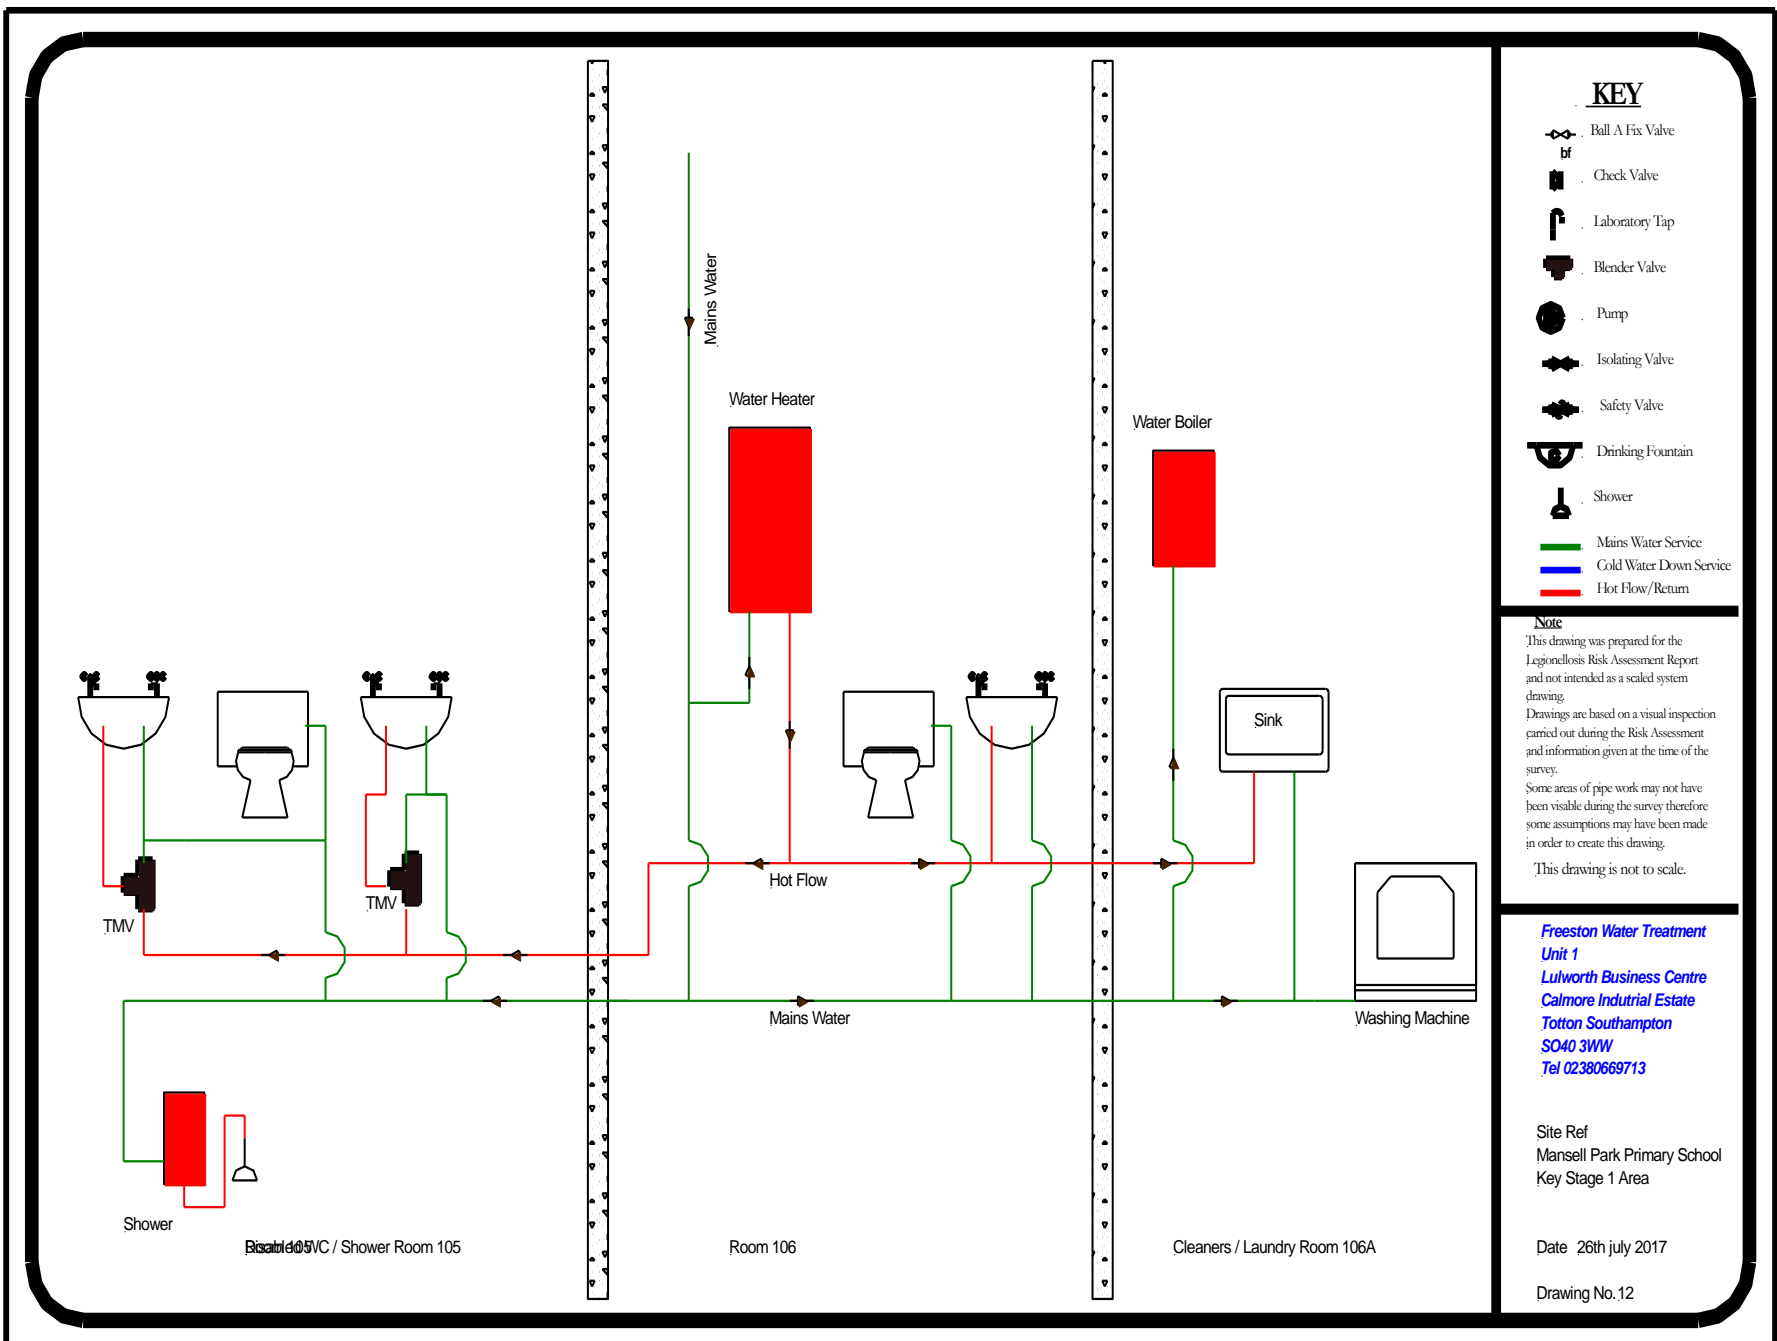 Mains Water
Water Heater
Water Boiler
Sink
TMV
TMV
Hot Flow
Mains Water
Washing Machine
Shower
WC / Shower Room 105
Room 106
Cleaners / Laundry Room 106A
KEY
Ball A Fix Valve
bf
Check Valve
Laboratory Tap
Blender Valve
Pump
Isolating Valve
Safety Valve
Drinking Fountain
Shower
Mains Water Service
Cold Water Down Service
Hot Flow/Return
Note
This drawing was prepared for the
Legionellosis Risk Assessment Report
and not intended as a scaled system
drawing.
Drawings are based on a visual inspection
carried out during the Risk Assessment
and information given at the time of the
survey.
Some areas of pipe work may not have
been visable during the survey therefore
some assumptions may have been made
in order to create this drawing.
This drawing is not to scale.
Freeston Water Treatment
Unit 1
Lulworth Business Centre
Calmore Indutrial Estate
Totton Southampton
SO40 3WW
Tel 02380669713
Site Ref
Mansell Park Primary School
Key Stage 1 Area
Date 26th july 2017
Drawing No. 12